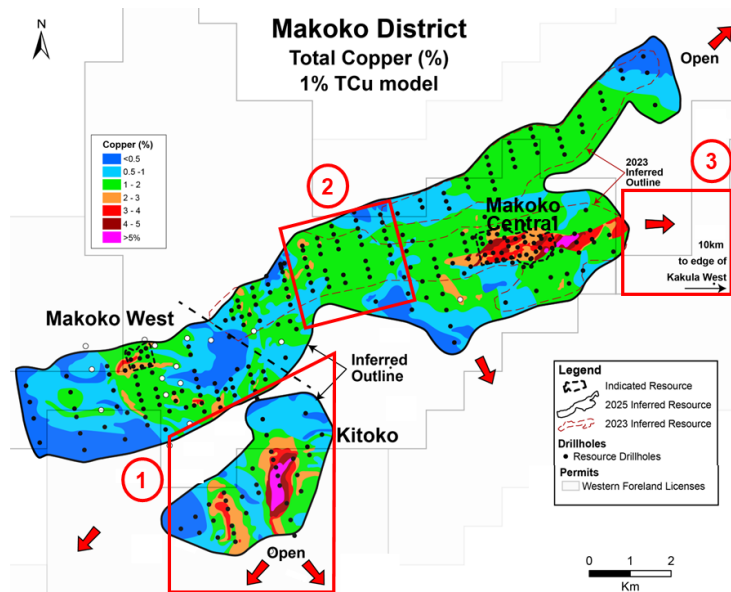 N
Makoko District
Total Copper (%)
1% TCu model
Open
Copper (%)
<0.5
0.5 -1
1 - 2
2 - 3
3 - 4
4 - 5
>5%
2023
Inferred
Outline
3
2
Makoko
Central
10km
to edge of
Kakula West
Makoko West
Inferred
Outline
Kitoko
1
Open
Legend
Indicated Resource
2025 Inferred Resource
2023 Inferred Resource
Drillholes
Resource Drillholes
Permits
Western Foreland Licenses
0 1 2
Km